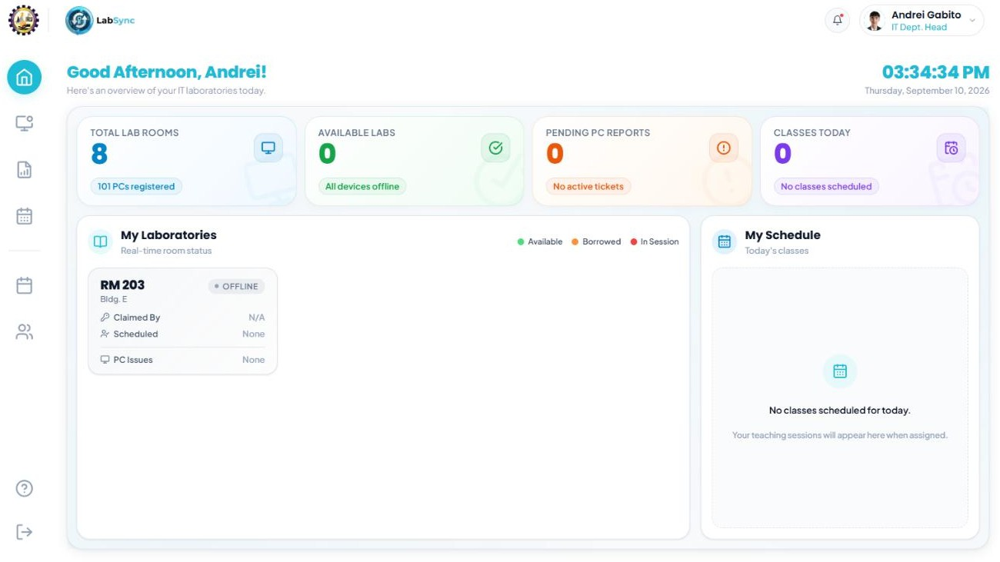 LabSync
Andrei Gabito
IT Dept. Head
Good Afternoon, Andrei!
Here's an overview of your IT laboratories today.
03:34:34 PM
Thursday, September 10, 2026
TOTAL LAB ROOMS
8
101 PCs registered
AVAILABLE LABS
0
All devices offline
PENDING PC REPORTS
0
No active tickets
CLASSES TODAY
0
No classes scheduled
My Laboratories
Real-time room status
Available
Borrowed
In Session
RM 203
OFFLINE
Bldg. E
Claimed By N/A
Scheduled None
PC Issues None
My Schedule
Today's classes
No classes scheduled for today.
Your teaching sessions will appear here when assigned.